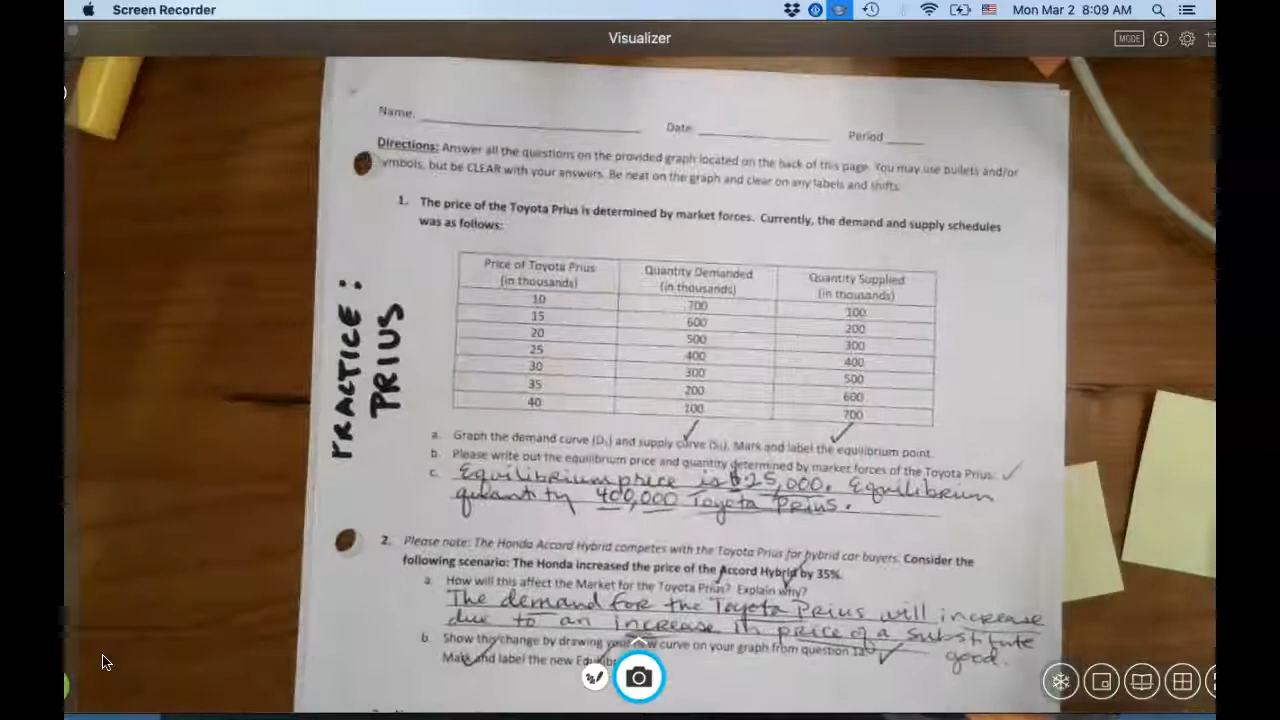 Screen Recorder
Mon Mar 2 8:09 AM
Visualizer
MODE
Name.
Date
Period
Directions: Answer all the questions on the provided graph located on the back of this page. You may use bullets and/or
ymbols, but be CLEAR with your answers. Be neat on the graph and clear on any labels and shifts.
1. The price of the Toyota Prius is determined by market forces. Currently, the demand and supply schedules
was as follows:
PRACTICE:
PRIUS
Price of Toyota Prius (in thousands) Quantity Demanded (in thousands) Quantity Supplied (in thousands)
10 700 100
15 600 200
20 500 300
25 400 400
30 300 500
35 200 600
40 100 700
a. Graph the demand curve (D₁) and supply curve (S₁). Mark and label the equilibrium point.
b. Please write out the equilibrium price and quantity determined by market forces of the Toyota Prius.
c. Equilibrium price is $25,000. Equilibrium
quantity 400,000 Toyota Prius.
2. Please note: The Honda Accord Hybrid competes with the Toyota Prius for hybrid car buyers. Consider the
following scenario: The Honda increased the price of the Accord Hybrid by 35%.
a. How will this affect the Market for the Toyota Prius? Explain why?
The demand for the Toyota Prius will increase
due to an increase in price of a substitute
good.
b. Show this change by drawing your new curve on your graph from question 1a.
Mark and label the new